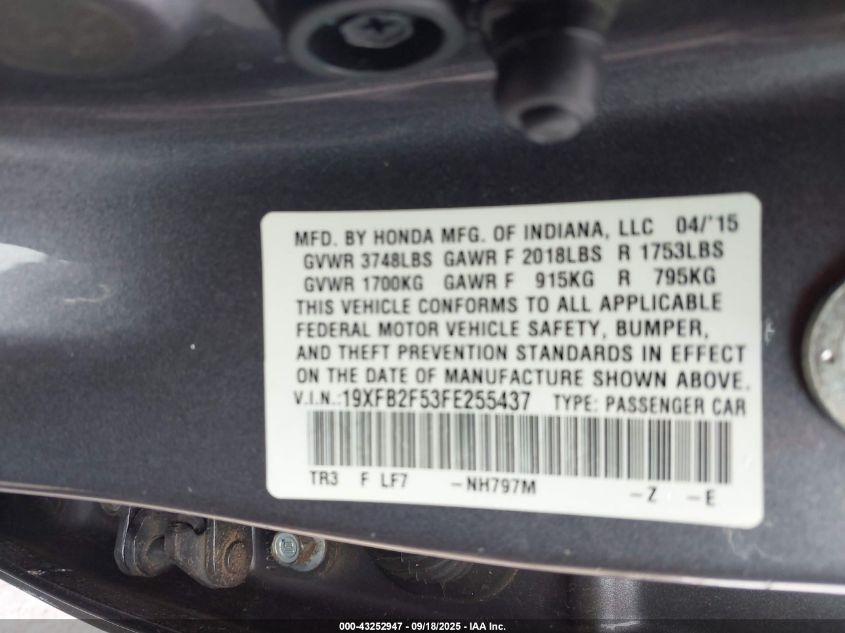 MFD. BY HONDA MFG. OF INDIANA, LLC 04/'15
GVWR 3748LBS GAWR F 2018LBS R 1753LBS
GVWR 1700KG GAWR F 915KG R 795KG
THIS VEHICLE CONFORMS TO ALL APPLICABLE
FEDERAL MOTOR VEHICLE SAFETY, BUMPER,
AND THEFT PREVENTION STANDARDS IN EFFECT
ON THE DATE OF MANUFACTURE SHOWN ABOVE.
V.I.N.:19XFB2F53FE255437 TYPE: PASSENGER CAR
TR3 F LF7 -NH797M -Z -E
000-43252947 09/18/2025 - IAA Inc.